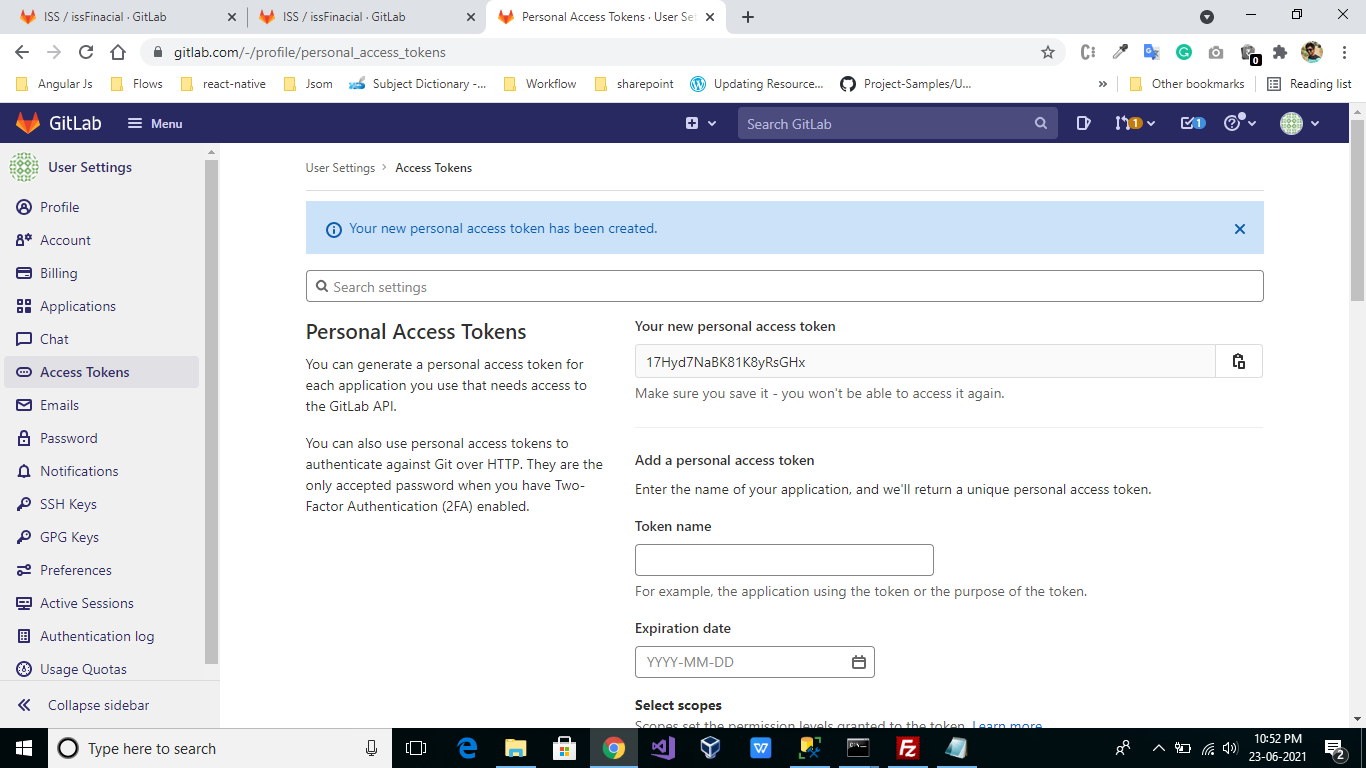 ISS / issFinacial · GitLab
ISS / issFinacial · GitLab
Personal Access Tokens · User Set
gitlab.com/-/profile/personal_access_tokens
Angular Js
Flows
react-native
Jsom
Subject Dictionary -...
Workflow
sharepoint
Updating Resource...
Project-Samples/U...
»
Other bookmarks
Reading list
0
GitLab
Menu
Search GitLab
1
1
User Settings
Profile
Account
Billing
Applications
Chat
Access Tokens
Emails
Password
Notifications
SSH Keys
GPG Keys
Preferences
Active Sessions
Authentication log
Usage Quotas
Collapse sidebar
User Settings > Access Tokens
Your new personal access token has been created.
Search settings
Personal Access Tokens
You can generate a personal access token for
each application you use that needs access to
the GitLab API.
You can also use personal access tokens to
authenticate against Git over HTTP. They are the
only accepted password when you have Two-
Factor Authentication (2FA) enabled.
Your new personal access token
17Hyd7NaBK81K8yRsGHx
Make sure you save it - you won't be able to access it again.
Add a personal access token
Enter the name of your application, and we'll return a unique personal access token.
Token name
For example, the application using the token or the purpose of the token.
Expiration date
YYYY-MM-DD
Select scopes
Scopes set the permission levels granted to the token. Learn more.
Type here to search
10:52 PM
23-06-2021
2